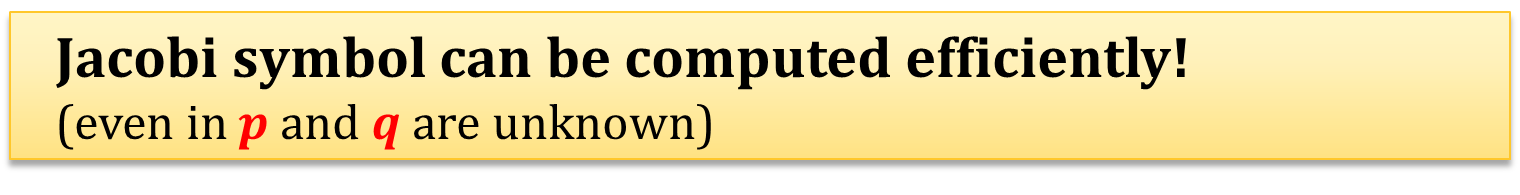 Jacobi symbol can be computed efficiently!
(even in p and q are unknown)